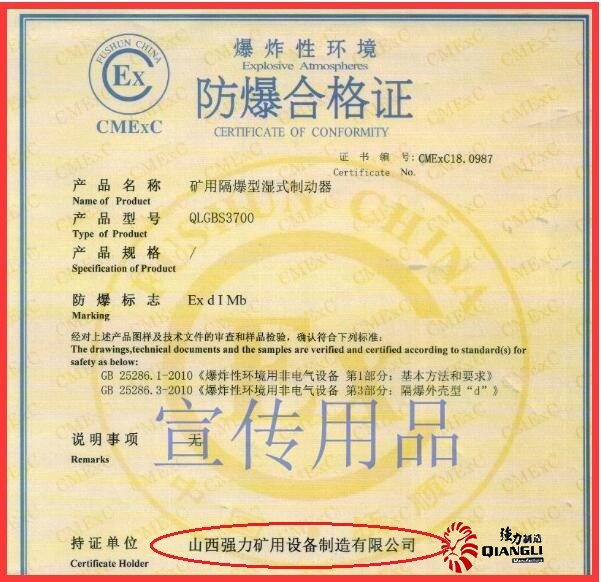 FUSHUN CHINA
Ex
CMExC
爆炸性环境
Explosive Atmospheres
防爆合格证
CERTIFICATE OF CONFORMITY
证书编号:CMExC18.0987
Certificate No.
产品名称 矿用隔爆型湿式制动器
Name of Product
产品型号 QLGBS3700
Type of Product
产品规格 /
Specification of Product
防爆标志 Ex d I Mb
Marking
经对上述产品图样及技术文件的审查和样品检验，确认符合下列标准:
The drawings,technical documents and the samples are verified and certified according to standard(s) for
safety as below:
GB 25286.1-2010《爆炸性环境用非电气设备 第1部分：基本方法和要求》
GB 25286.3-2010《爆炸性环境用非电气设备 第3部分：隔爆外壳型“d”》
宣传用品
说明事项 无
Remarks
持证单位 山西强力矿用设备制造有限公司
Certificate Holder
强力制造
QIANGLI
Manufacture